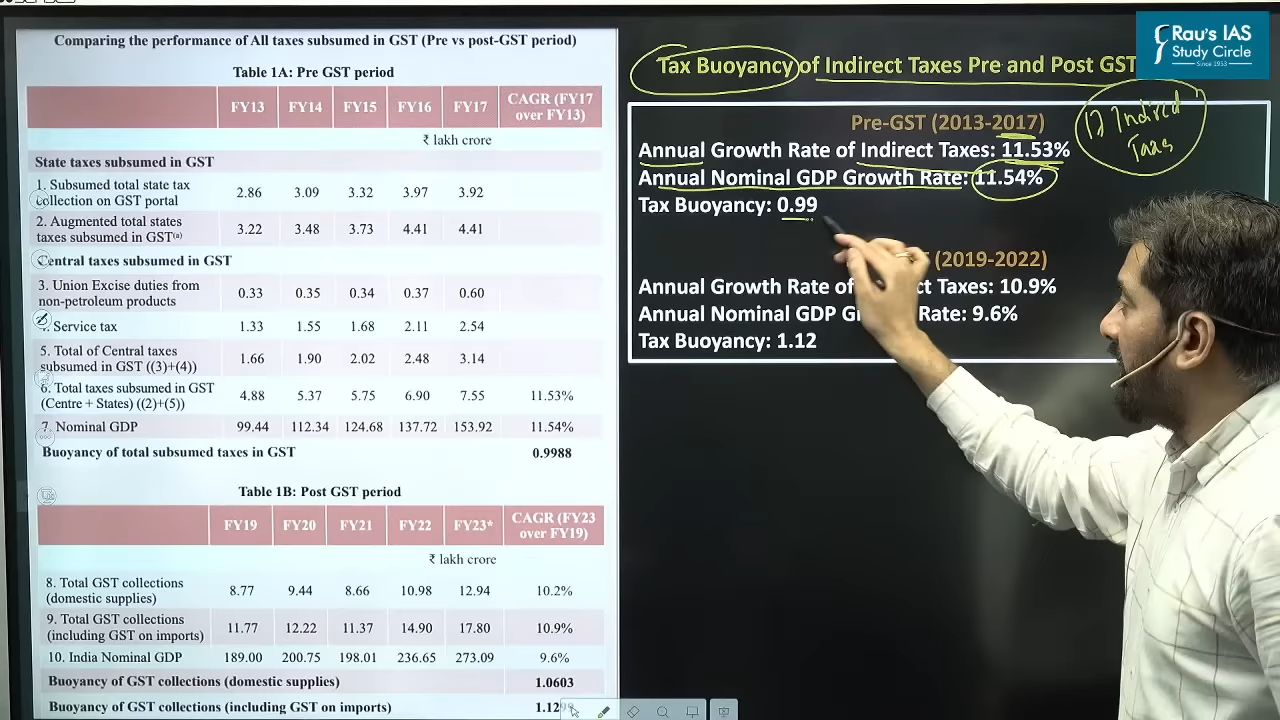 Comparing the performance of All taxes subsumed in GST (Pre vs post-GST period)
Table 1A: Pre GST period
FY13 FY14 FY15 FY16 FY17 CAGR (FY17 over FY13)
₹ lakh crore
State taxes subsumed in GST
1. Subsumed total state tax collection on GST portal 2.86 3.09 3.32 3.97 3.92
2. Augmented total states taxes subsumed in GST(a) 3.22 3.48 3.73 4.41 4.41
Central taxes subsumed in GST
3. Union Excise duties from non-petroleum products 0.33 0.35 0.34 0.37 0.60
Service tax 1.33 1.55 1.68 2.11 2.54
5. Total of Central taxes subsumed in GST ((3)+(4)) 1.66 1.90 2.02 2.48 3.14
6. Total taxes subsumed in GST (Centre + States) ((2)+(5)) 4.88 5.37 5.75 6.90 7.55 11.53%
7. Nominal GDP 99.44 112.34 124.68 137.72 153.92 11.54%
Buoyancy of total subsumed taxes in GST 0.9988
Table 1B: Post GST period
FY19 FY20 FY21 FY22 FY23* CAGR (FY23 over FY19)
₹ lakh crore
8. Total GST collections (domestic supplies) 8.77 9.44 8.66 10.98 12.94 10.2%
9. Total GST collections (including GST on imports) 11.77 12.22 11.37 14.90 17.80 10.9%
10. India Nominal GDP 189.00 200.75 198.01 236.65 273.09 9.6%
Buoyancy of GST collections (domestic supplies) 1.0603
Buoyancy of GST collections (including GST on imports) 1.12
Rau's IAS
Study Circle
Since 1953
Tax Buoyancy of Indirect Taxes Pre and Post GST
1) Indirect
Taxes
Pre-GST (2013-2017)
Annual Growth Rate of Indirect Taxes: 11.53%
Annual Nominal GDP Growth Rate: 11.54%
Tax Buoyancy: 0.99
(2019-2022)
Annual Growth Rate of ct Taxes: 10.9%
Annual Nominal GDP G Rate: 9.6%
Tax Buoyancy: 1.12